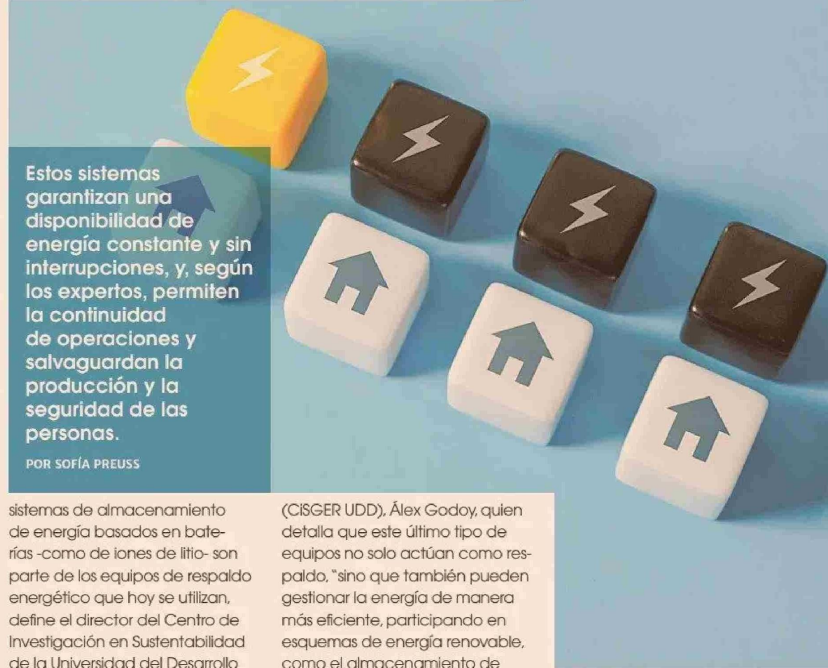 Estos sistemas
garantizan una
disponibilidad de
energía constante y sin
interrupciones, y, según
los expertos, permiten
la continuidad
de operaciones y
salvaguardan la
producción y la
seguridad de las
personas.
POR SOFÍA PREUSS
sistemas de almacenamiento
de energía basados en bate-
rías -como de iones de litio- son
parte de los equipos de respaldo
energético que hoy se utilizan,
define el director del Centro de
Investigación en Sustentabilidad
de la Universidad del Desarrollo
(CiSGER UDD), Álex Godoy, quien
detalla que este último tipo de
equipos no solo actúan como res-
paldo, "sino que también pueden
gestionar la energía de manera
más eficiente, participando en
esquemas de energía renovable,
como el almacenamiento de